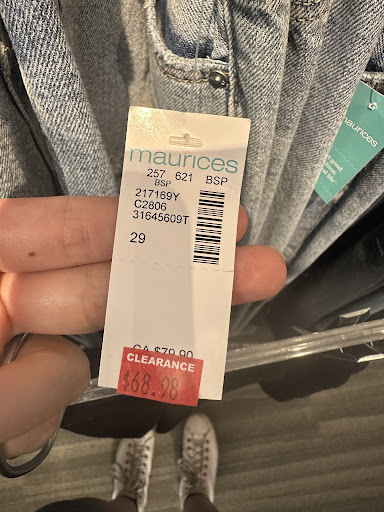 maurices
257 621 BSP
BSP
217169Y
C2806
31645609T
29
CA $79.90
CLEARANCE
$68.98
maurices